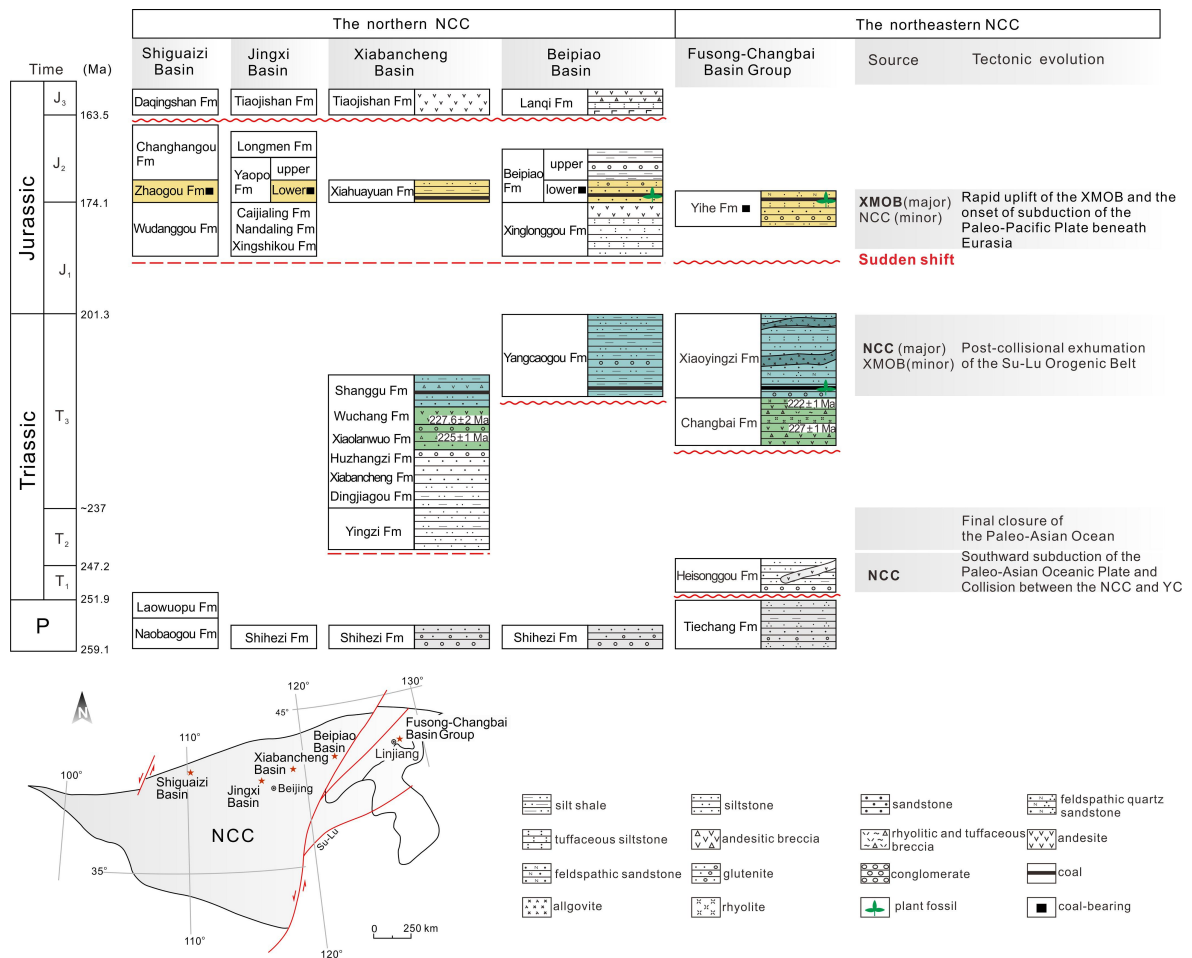 The northern NCC
The northeastern NCC
Time
(Ma)
Shiguaizi
Basin
Jingxi
Basin
Xiabancheng
Basin
Beipiao
Basin
Fusong-Changbai
Basin Group
Source
Tectonic evolution
Jurassic
Triassic
P
J3
J2
J1
T3
T2
T1
163.5
174.1
201.3
~237
247.2
251.9
259.1
Daqingshan Fm
Changhangou
Fm
Zhaogou Fm
Wudanggou Fm
Laowuopu Fm
Naobaogou Fm
Tiaojishan Fm
Longmen Fm
Yaopo
Fm
upper
Lower
Caijialing Fm
Nandaling Fm
Xingshikou Fm
Shihezi Fm
Tiaojishan Fm
Xiahuayuan Fm
Shanggu Fm
Wuchang Fm
227.6±2 Ma
Xiaolanwuo Fm
225±1 Ma
Huzhangzi Fm
Xiabancheng Fm
Dingjiagou Fm
Yingzi Fm
Shihezi Fm
Lanqi Fm
Beipiao
Fm
upper
lower
Xinglonggou Fm
Yangcaogou Fm
Shihezi Fm
Yihe Fm
Xiaoyingzi Fm
Changbai Fm
222±1 Ma
227±1 Ma
Heisonggou Fm
Tiechang Fm
XMOB(major)
NCC (minor)
Rapid uplift of the XMOB and the
onset of subduction of the
Paleo-Pacific Plate beneath
Eurasia
Sudden shift
NCC (major)
XMOB(minor)
Post-collisional exhumation
of the Su-Lu Orogenic Belt
Final closure of
the Paleo-Asian Ocean
NCC
Southward subduction of the
Paleo-Asian Oceanic Plate and
Collision between the NCC and YC
N
100°
110°
120°
130°
45°
35°
110°
120°
Shiguaizi
Basin
Jingxi
Basin
Xiabancheng
Basin
Beijing
Beipiao
Basin
Fusong-Changbai
Basin Group
Linjiang
NCC
Su-Lu
0 250 km
silt shale
siltstone
sandstone
feldspathic quartz
sandstone
tuffaceous siltstone
andesitic breccia
rhyolitic and tuffaceous
breccia
andesite
feldspathic sandstone
glutenite
conglomerate
coal
allgovite
rhyolite
plant fossil
coal-bearing